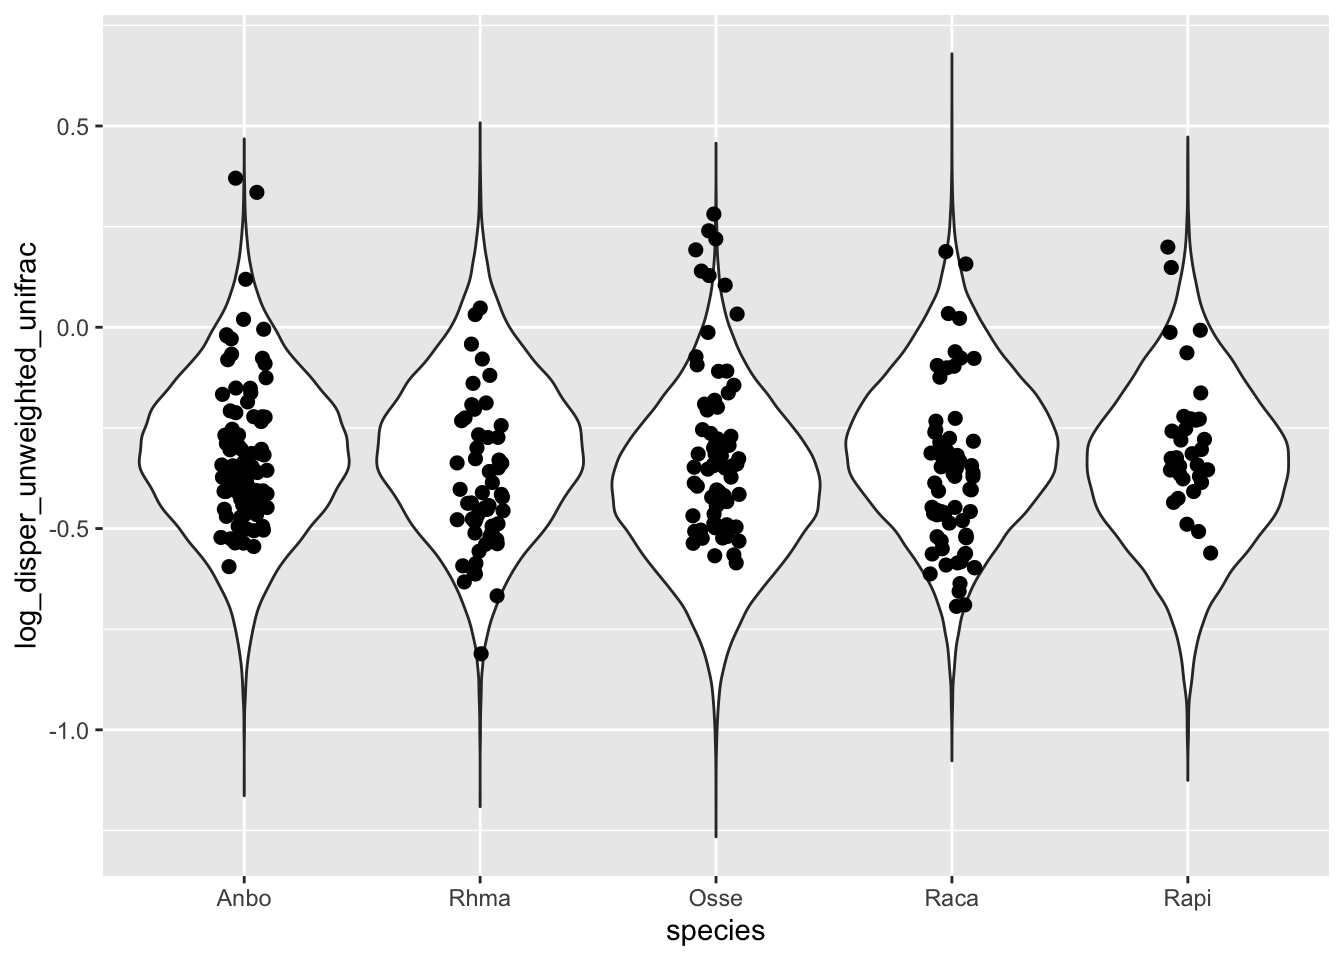 log_disper_unweighted_unifrac
0.5
0.0
-0.5
-1.0
Anbo Rhma Osse Raca Rapi
species